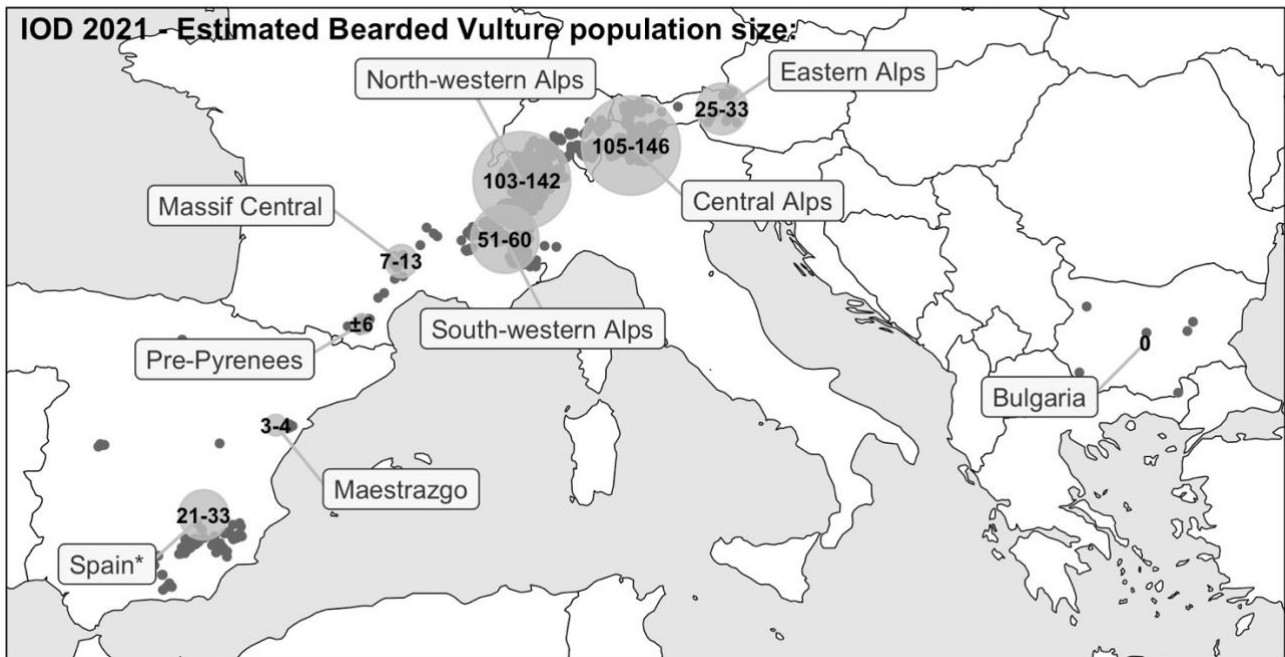 IOD 2021 - Estimated Bearded Vulture population size:
North-western Alps
Eastern Alps
25-33
105-146
103-142
Central Alps
Massif Central
51-60
7-13
±6
South-western Alps
Pre-Pyrenees
0
Bulgaria
3-4
Maestrazgo
21-33
Spain*